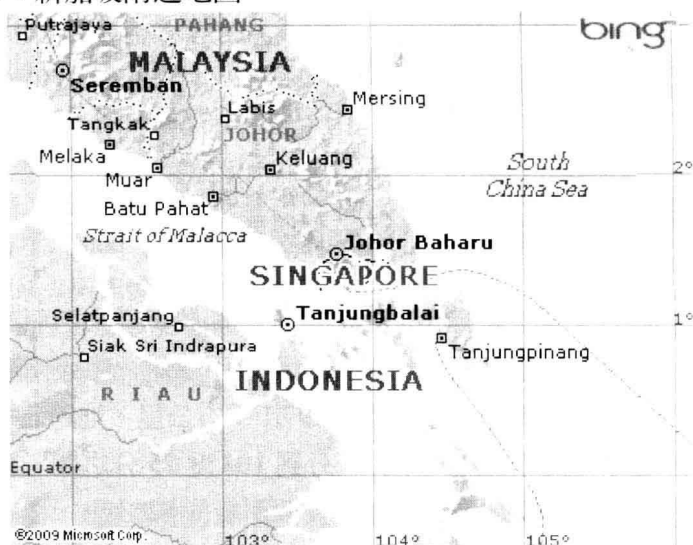 Putrajaya
PAHANG
bing
MALAYSIA
Seremban
Labis
Mersing
Tangkak
JOHOR
Melaka
Keluang
South
China Sea
2°
Muar
Batu Pahat
Strait of Malacca
Johor Baharu
SINGAPORE
Selatpanjang
Tanjungbalai
1°
Siak Sri Indrapura
Tanjungpinang
INDONESIA
RIAU
Equator
©2009 Microsoft Corp.
103°
104°
105°